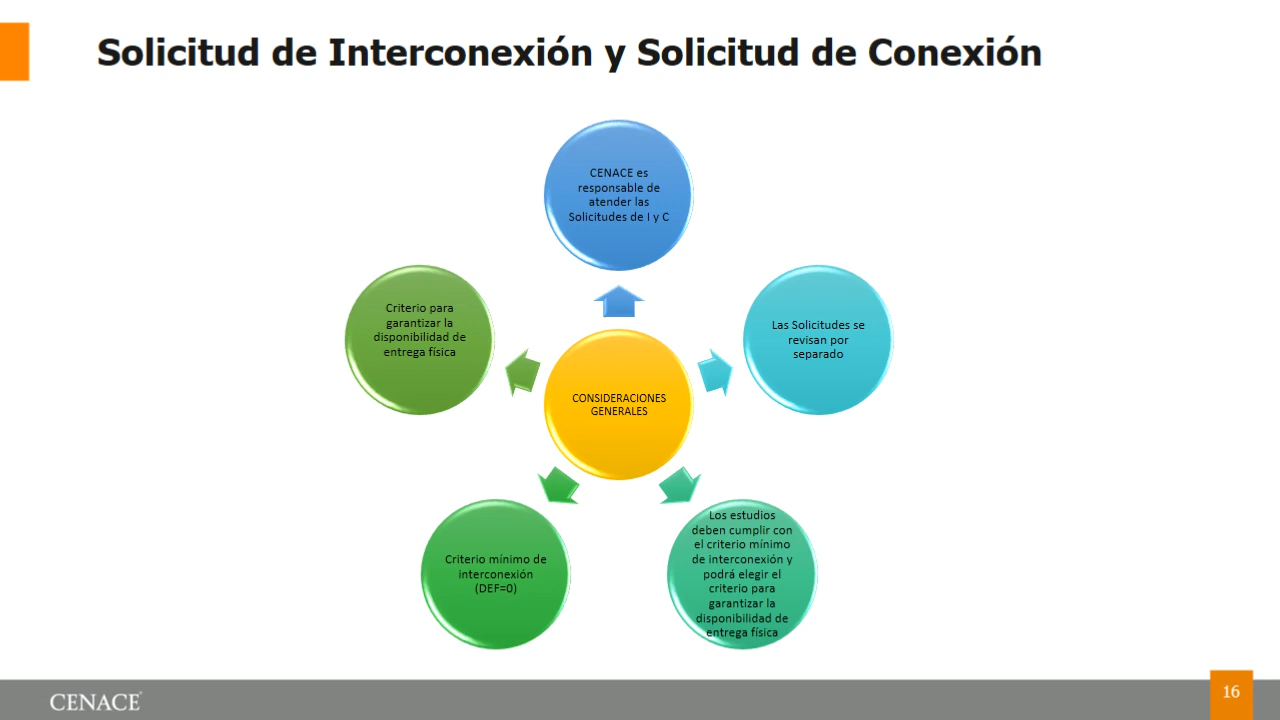 Solicitud de Interconexión y Solicitud de Conexión
CENACE es
responsable de
atender las
Solicitudes de I y C
Criterio para
garantizar la
disponibilidad de
entrega física
Las Solicitudes se
revisan por
separado
CONSIDERACIONES
GENERALES
Criterio mínimo de
interconexión
(DEF=0)
Los estudios
deben cumplir con
el criterio mínimo
de interconexión y
podrá elegir el
criterio para
garantizar la
disponibilidad de
entrega física
CENACE
16